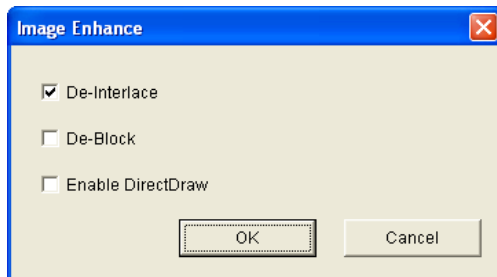 Image Enhance
De-Interlace
De-Block
Enable DirectDraw
OK Cancel